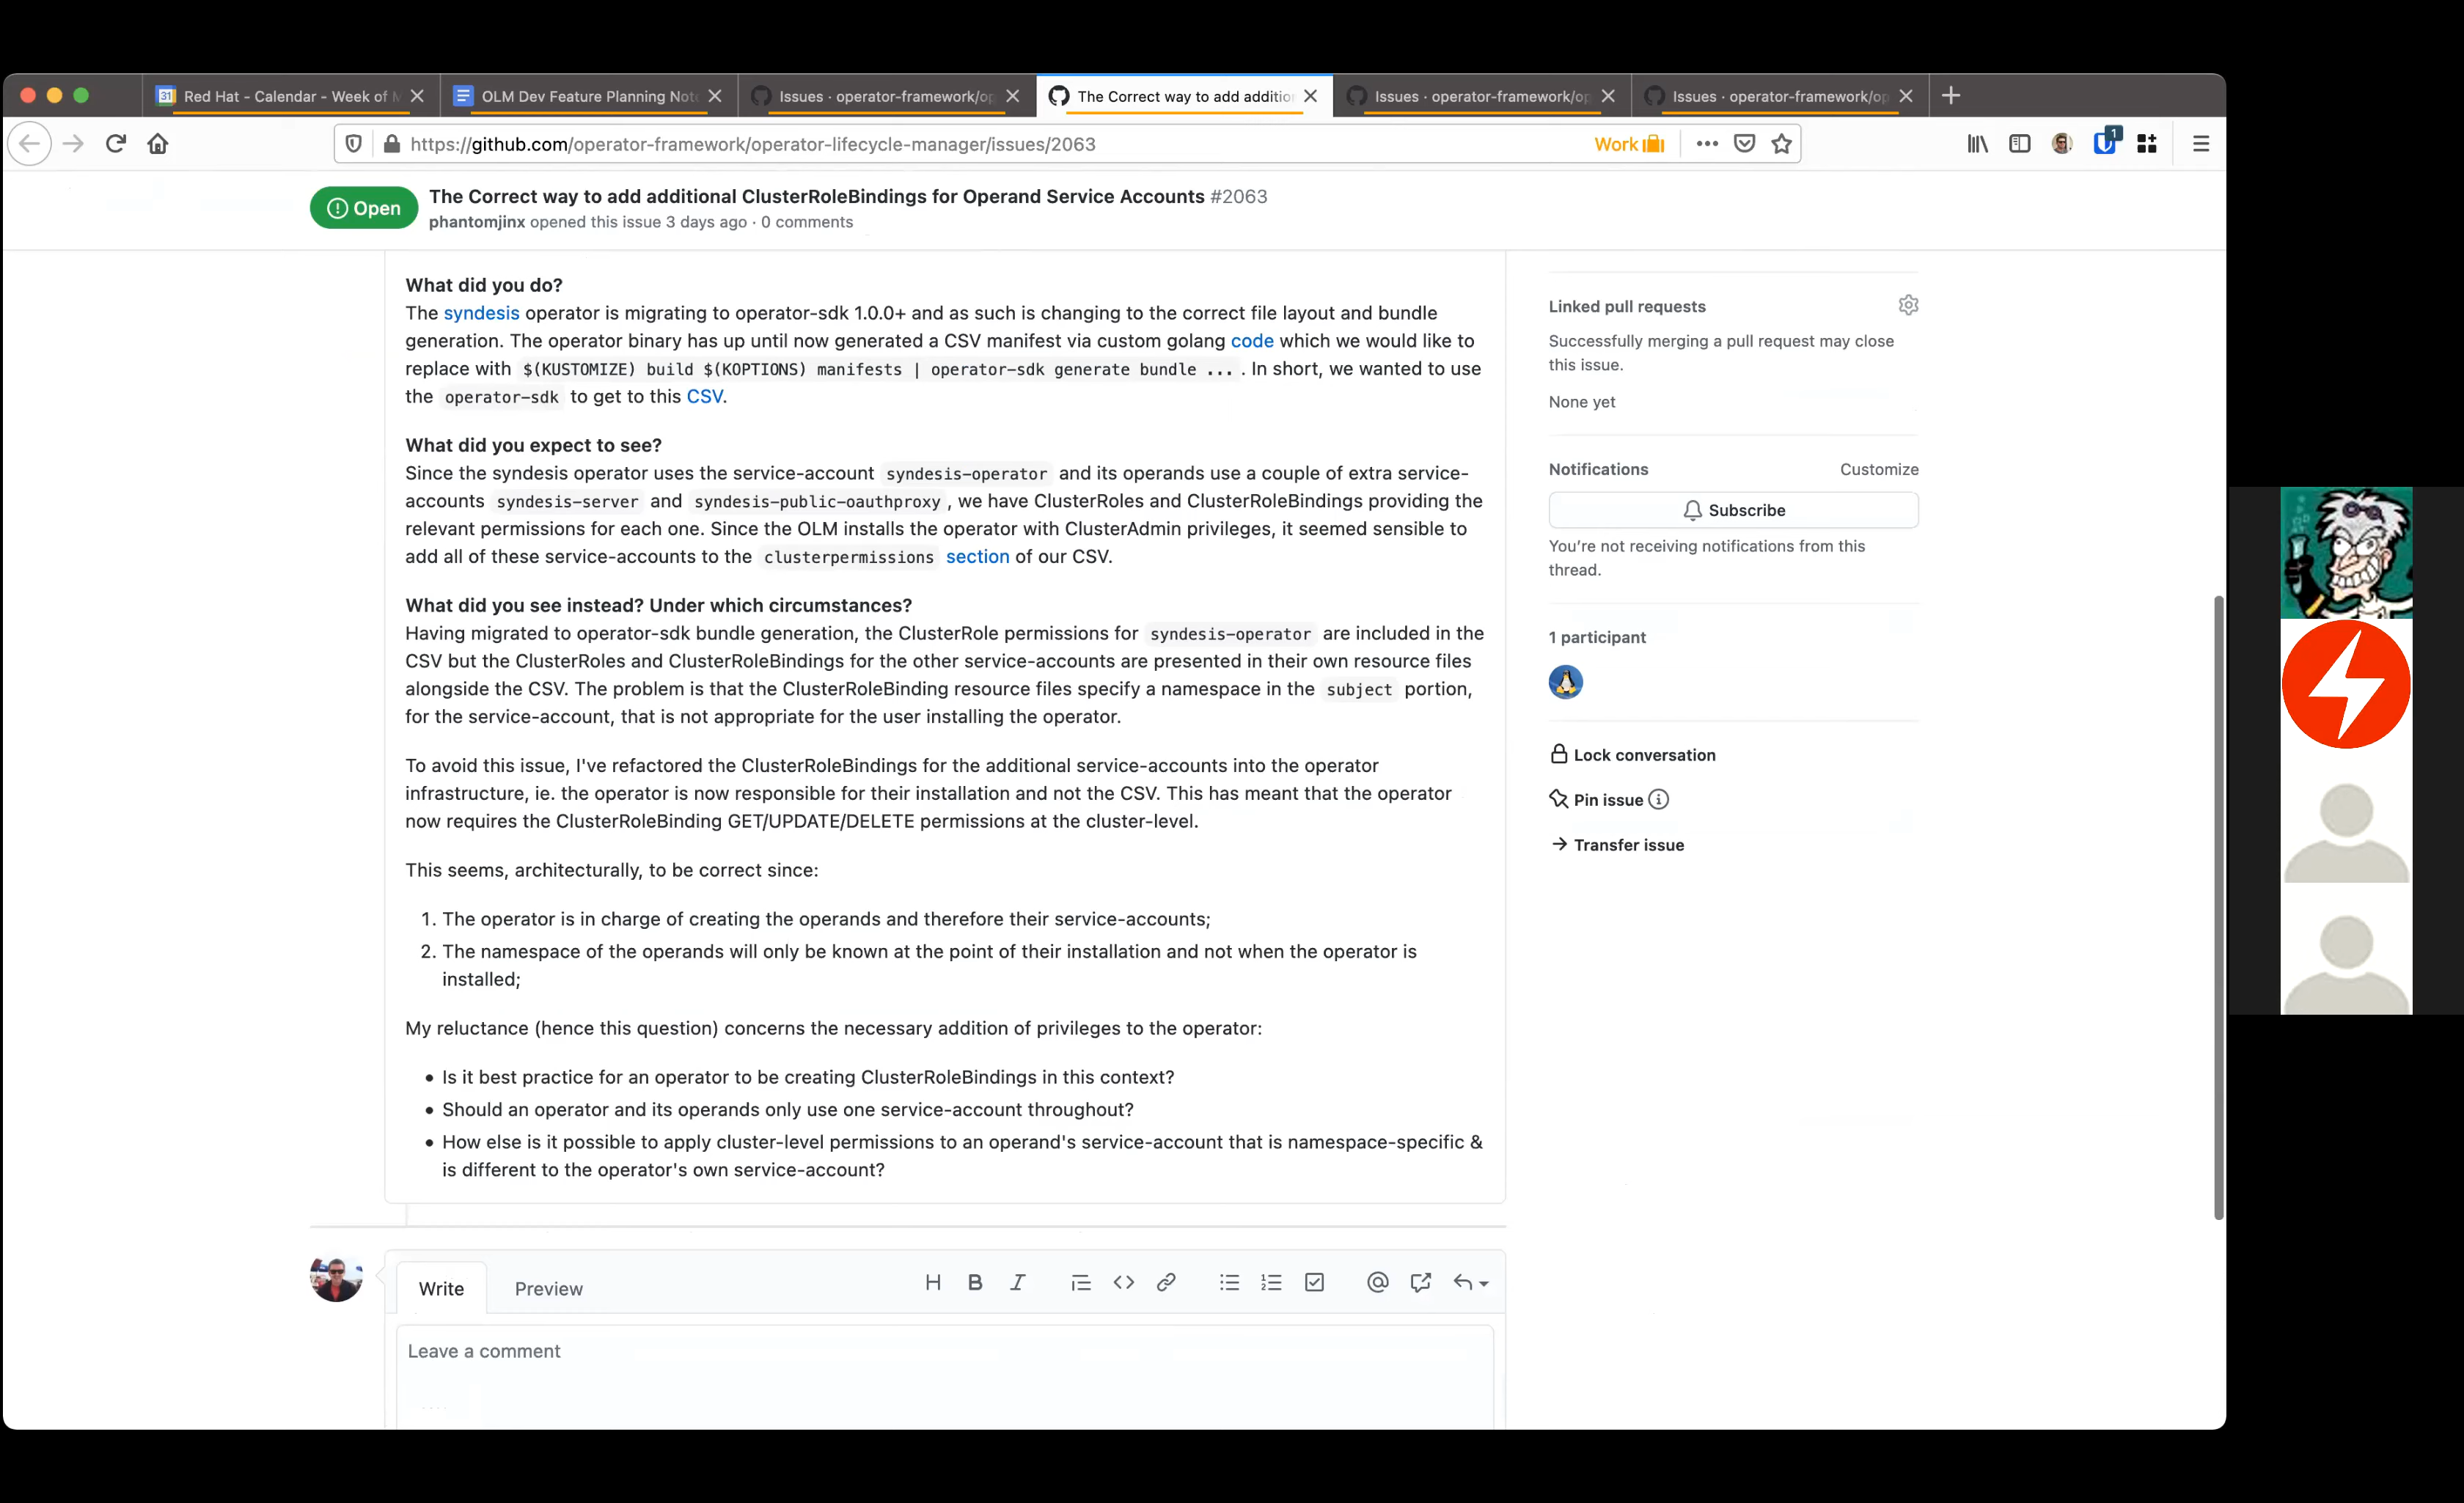 Red Hat - Calendar - Week of M
OLM Dev Feature Planning Note
Issues · operator-framework/op
The Correct way to add additio
Issues · operator-framework/op
Issues · operator-framework/op
https://github.com/operator-framework/operator-lifecycle-manager/issues/2063
Work
1
Open
The Correct way to add additional ClusterRoleBindings for Operand Service Accounts #2063
phantomjinx opened this issue 3 days ago · 0 comments
What did you do?
The syndesis operator is migrating to operator-sdk 1.0.0+ and as such is changing to the correct file layout and bundle
generation. The operator binary has up until now generated a CSV manifest via custom golang code which we would like to
replace with $(KUSTOMIZE) build $(KOPTIONS) manifests | operator-sdk generate bundle ... . In short, we wanted to use
the operator-sdk to get to this CSV.
What did you expect to see?
Since the syndesis operator uses the service-account syndesis-operator and its operands use a couple of extra service-
accounts syndesis-server and syndesis-public-oauthproxy , we have ClusterRoles and ClusterRoleBindings providing the
relevant permissions for each one. Since the OLM installs the operator with ClusterAdmin privileges, it seemed sensible to
add all of these service-accounts to the clusterpermissions section of our CSV.
What did you see instead? Under which circumstances?
Having migrated to operator-sdk bundle generation, the ClusterRole permissions for syndesis-operator are included in the
CSV but the ClusterRoles and ClusterRoleBindings for the other service-accounts are presented in their own resource files
alongside the CSV. The problem is that the ClusterRoleBinding resource files specify a namespace in the subject portion,
for the service-account, that is not appropriate for the user installing the operator.
To avoid this issue, I've refactored the ClusterRoleBindings for the additional service-accounts into the operator
infrastructure, ie. the operator is now responsible for their installation and not the CSV. This has meant that the operator
now requires the ClusterRoleBinding GET/UPDATE/DELETE permissions at the cluster-level.
This seems, architecturally, to be correct since:
1. The operator is in charge of creating the operands and therefore their service-accounts;
2. The namespace of the operands will only be known at the point of their installation and not when the operator is
installed;
My reluctance (hence this question) concerns the necessary addition of privileges to the operator:
• Is it best practice for an operator to be creating ClusterRoleBindings in this context?
• Should an operator and its operands only use one service-account throughout?
• How else is it possible to apply cluster-level permissions to an operand's service-account that is namespace-specific &
is different to the operator's own service-account?
Linked pull requests
Successfully merging a pull request may close
this issue.
None yet
Notifications
Customize
Subscribe
You're not receiving notifications from this
thread.
1 participant
Lock conversation
Pin issue
Transfer issue
Write
Preview
Leave a comment